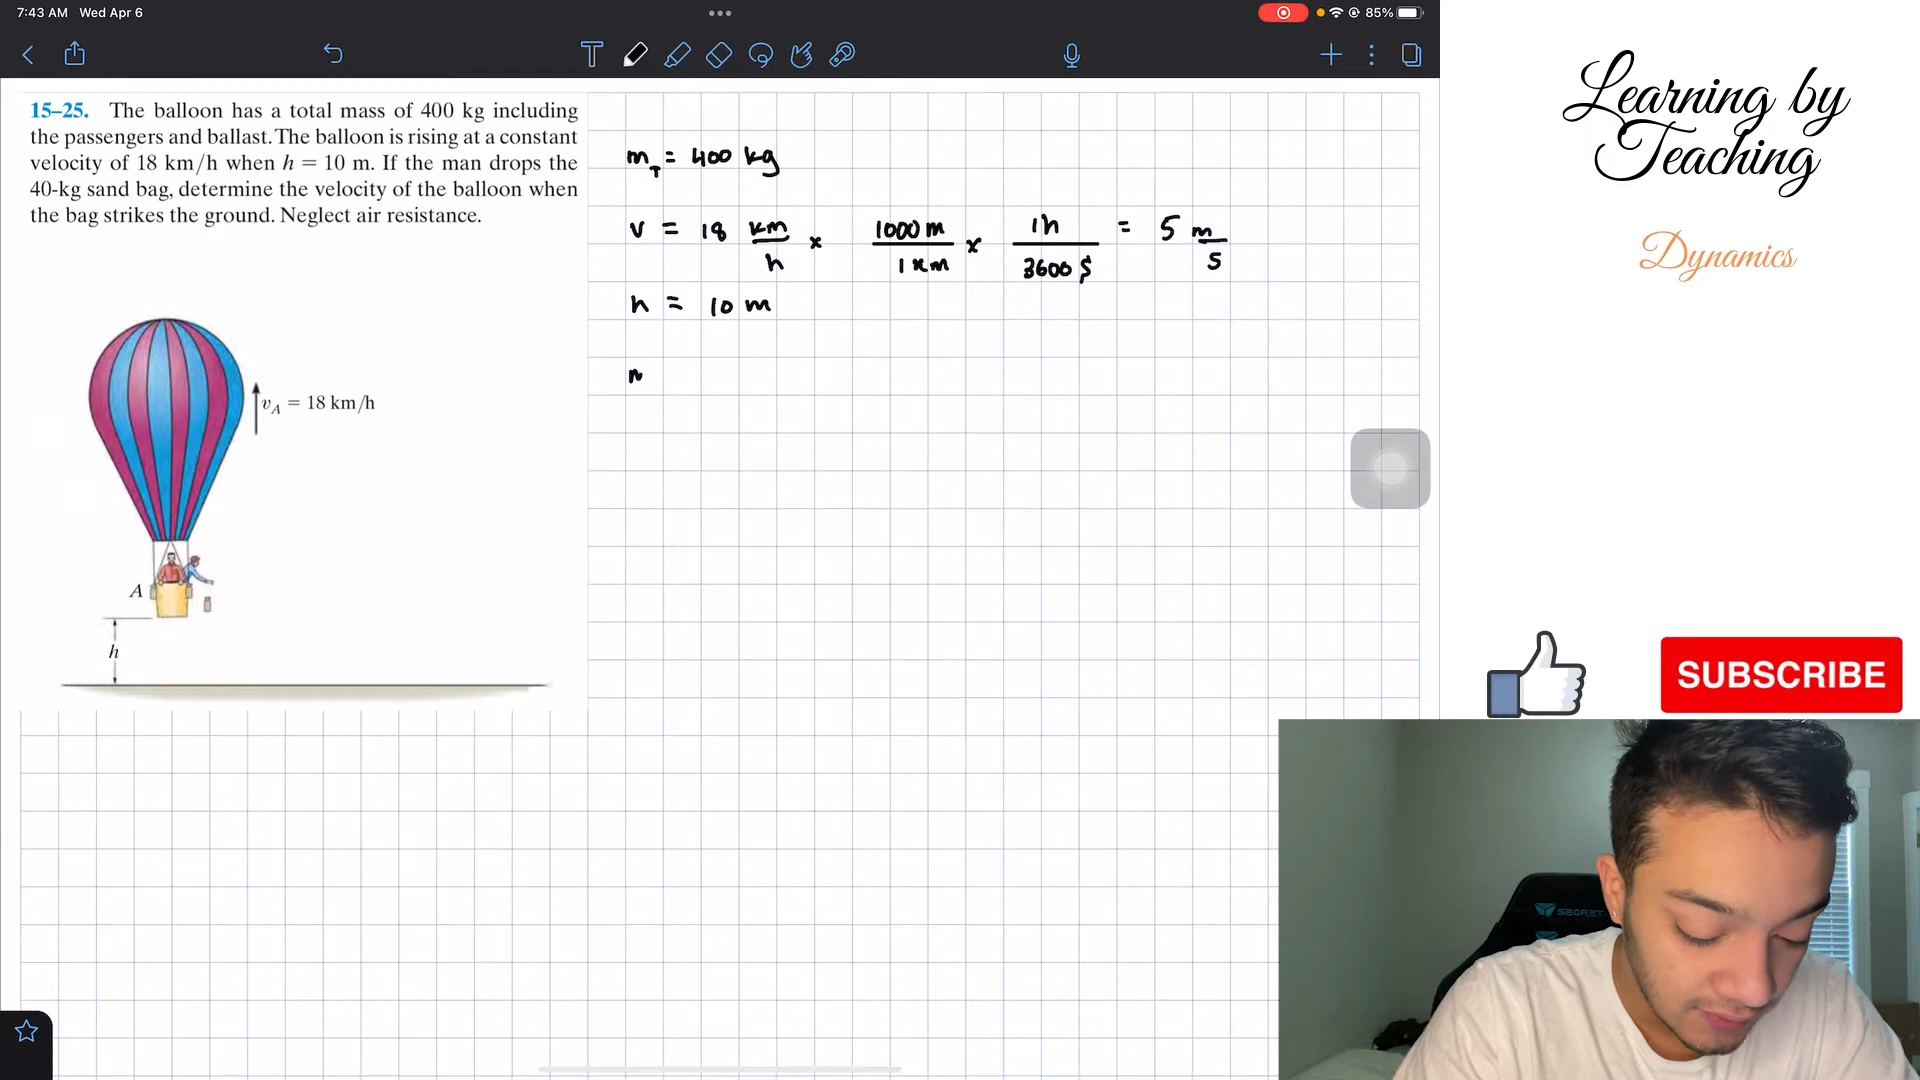 7:43 AM Wed Apr 6
85%
15–25. The balloon has a total mass of 400 kg including
the passengers and ballast. The balloon is rising at a constant
velocity of 18 km/h when h = 10 m. If the man drops the
40-kg sand bag, determine the velocity of the balloon when
the bag strikes the ground. Neglect air resistance.
m_T = 400 kg
v = 18 km/h × 1000 m/1 km × 1h/3600 s = 5 m/s
h = 10 m
m
v_A = 18 km/h
A
h
Learning by
Teaching
Dynamics
SUBSCRIBE
SECRET